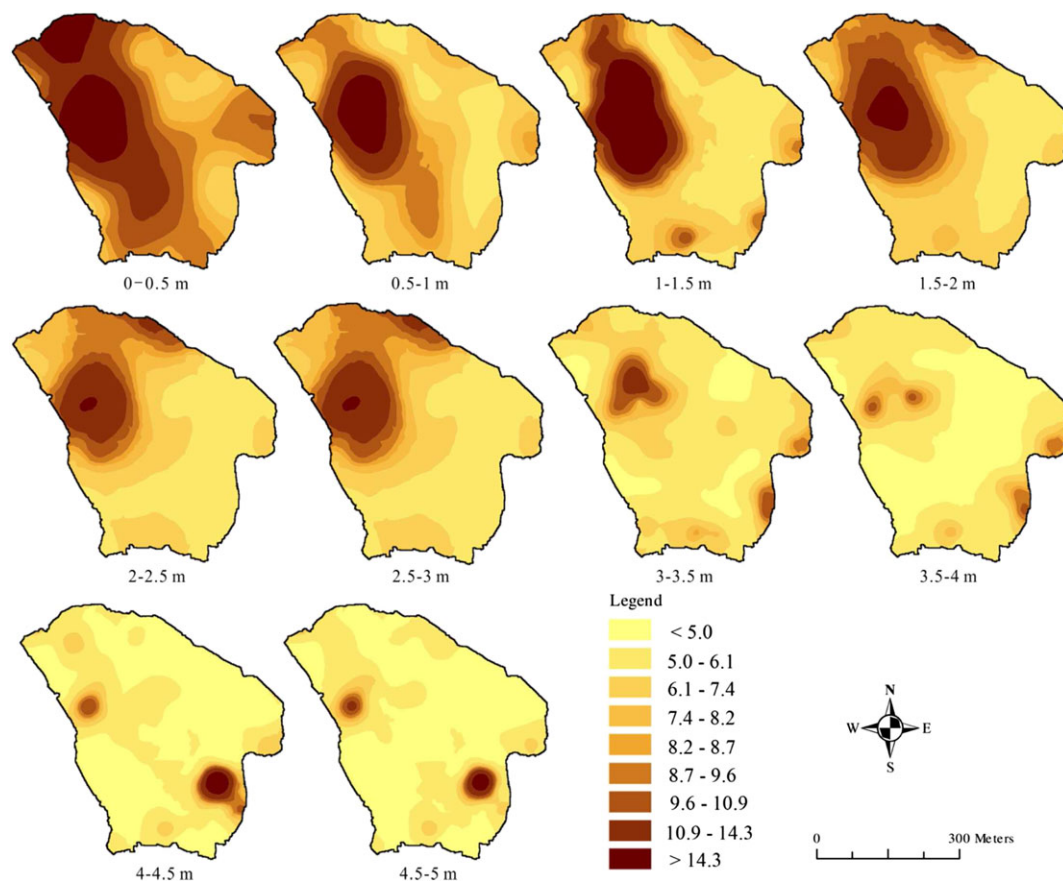 0−0.5 m
0.5-1 m
1-1.5m
1.5-2 m
2-2.5 m
2.5-3 m
3-3.5 m
3.5-4 m
4-4.5 m
4.5-5 m
Legend
< 5.0
5.0 - 6.1
6.1 - 7.4
7.4 - 8.2
8.2 - 8.7
8.7 - 9.6
9.6 - 10.9
10.9 - 14.3
> 14.3
N
W E
S
0 300 Meters